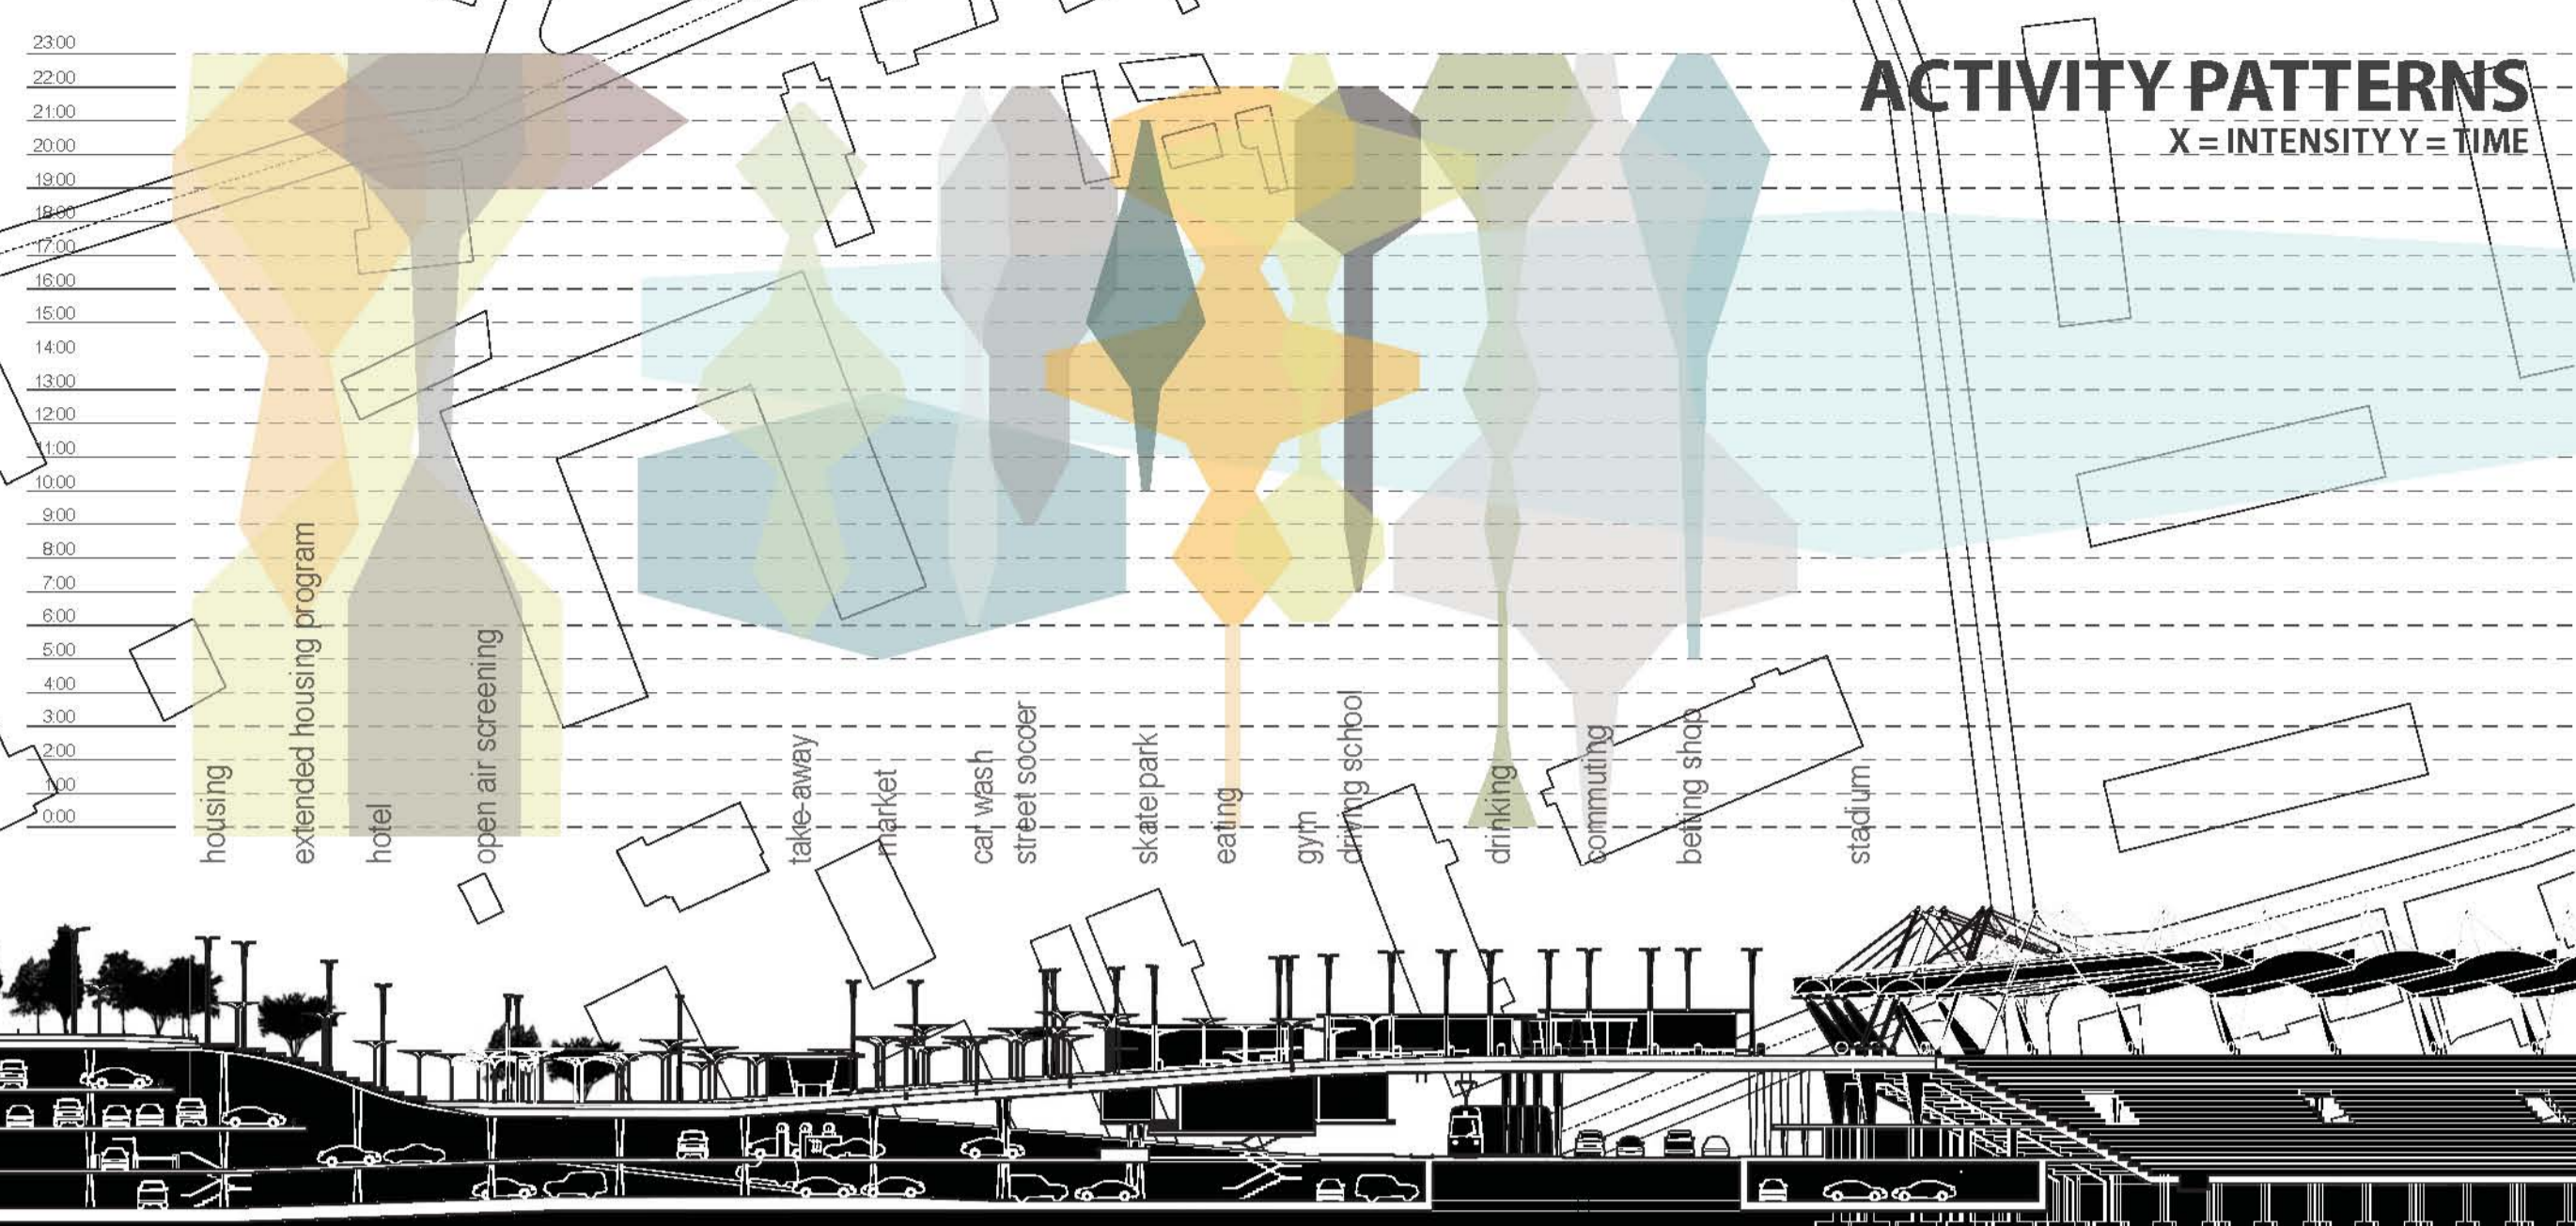 ACTIVITY PATTERNS
X = INTENSITY Y = TIME
23:00
22:00
21:00
20:00
19:00
18:00
17:00
16:00
15:00
14:00
13:00
12:00
11:00
10:00
9:00
8:00
7:00
6:00
5:00
4:00
3:00
2:00
1:00
0:00
housing
extended housing program
hotel
open air screening
take-away
market
car wash
street soccer
skatepark
eating
gym
driving school
drinking
commuting
betting shop
stadium